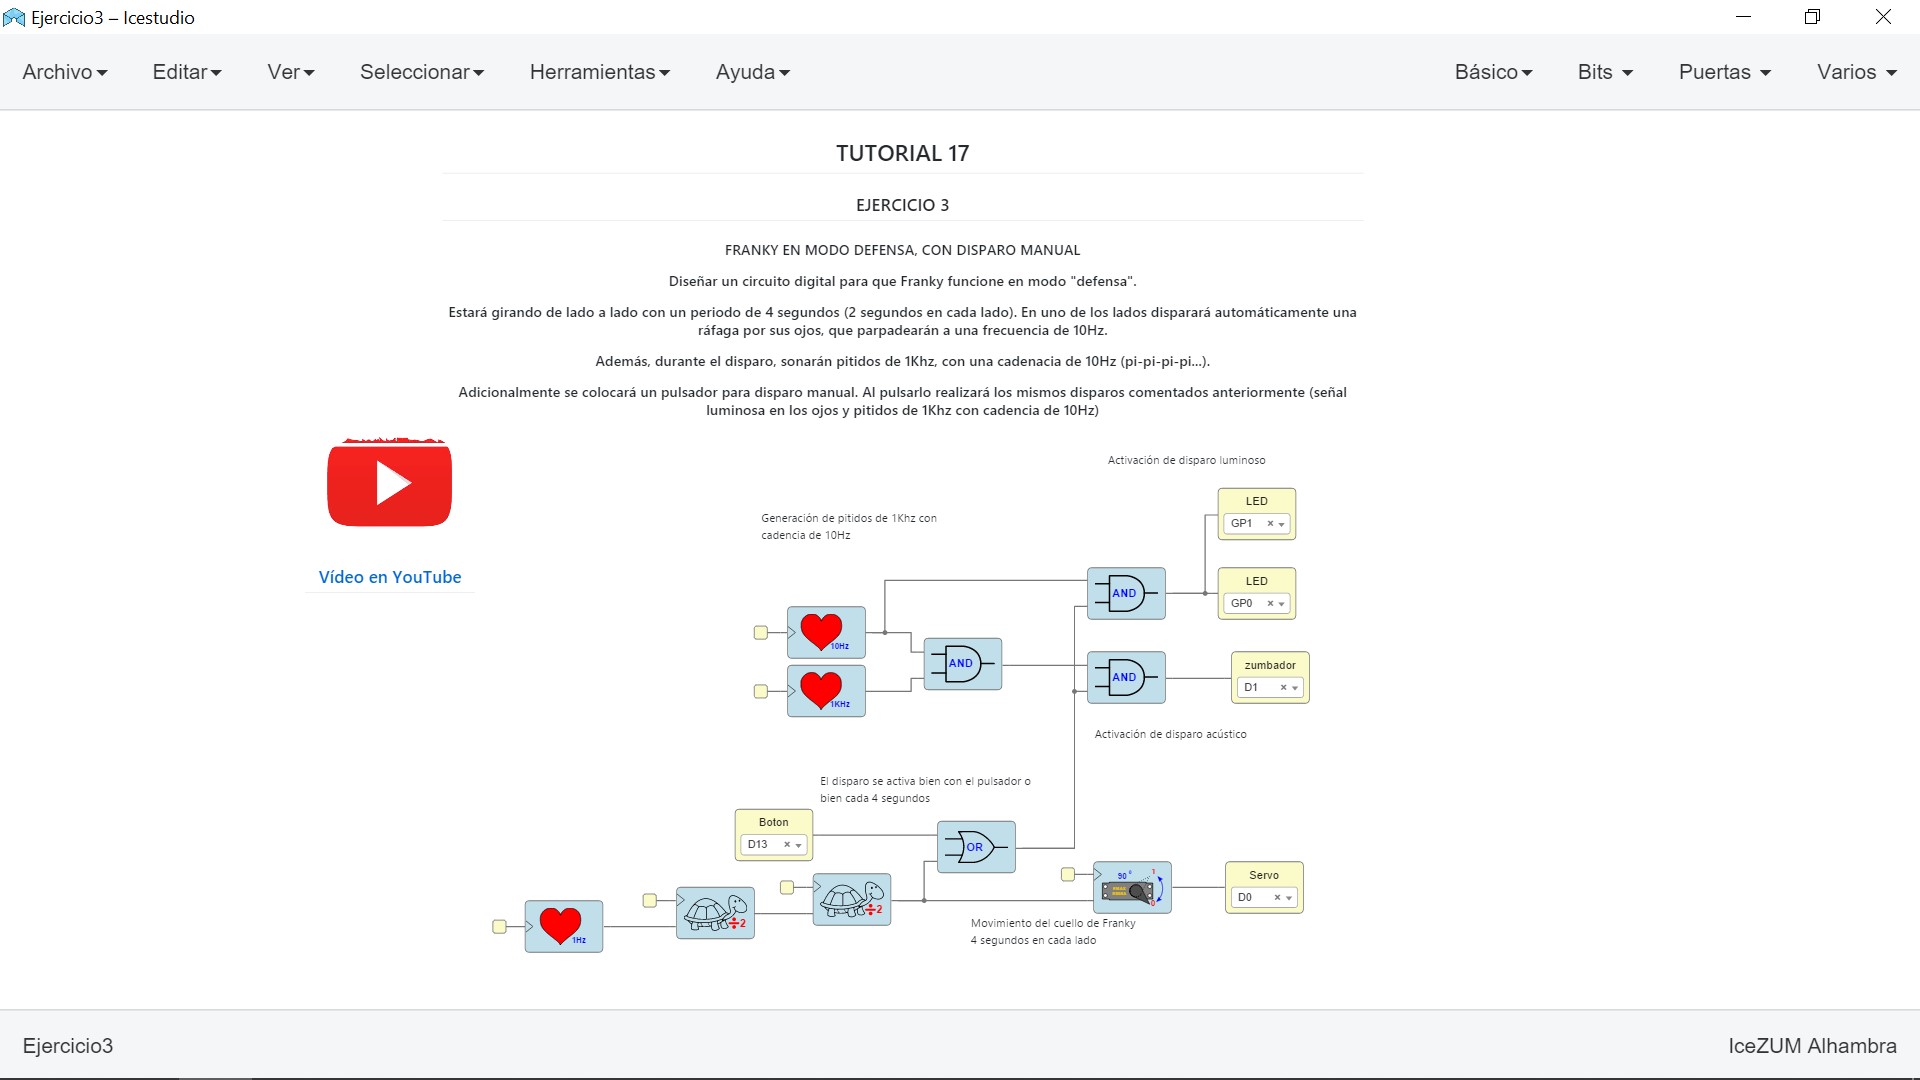 Ejercicio3 – Icestudio
Archivo Editar Ver Seleccionar Herramientas Ayuda Básico Bits Puertas Varios
TUTORIAL 17
EJERCICIO 3
FRANKY EN MODO DEFENSA, CON DISPARO MANUAL
Diseñar un circuito digital para que Franky funcione en modo "defensa".
Estará girando de lado a lado con un periodo de 4 segundos (2 segundos en cada lado). En uno de los lados disparará automáticamente una
ráfaga por sus ojos, que parpadearán a una frecuencia de 10Hz.
Además, durante el disparo, sonarán pitidos de 1Khz, con una cadenacia de 10Hz (pi-pi-pi-pi...).
Adicionalmente se colocará un pulsador para disparo manual. Al pulsarlo realizará los mismos disparos comentados anteriormente (señal
luminosa en los ojos y pitidos de 1Khz con cadencia de 10Hz)
Vídeo en YouTube
Activación de disparo luminoso
LED
GP1
Generación de pitidos de 1Khz con
cadencia de 10Hz
LED
GP0
AND
10Hz
AND
1KHz
AND
zumbador
D1
Activación de disparo acústico
El disparo se activa bien con el pulsador o
bien cada 4 segundos
Boton
D13
OR
1Hz
÷2
÷2
90 º
1
0
Servo
D0
Movimiento del cuello de Franky
4 segundos en cada lado
Ejercicio3 IceZUM Alhambra